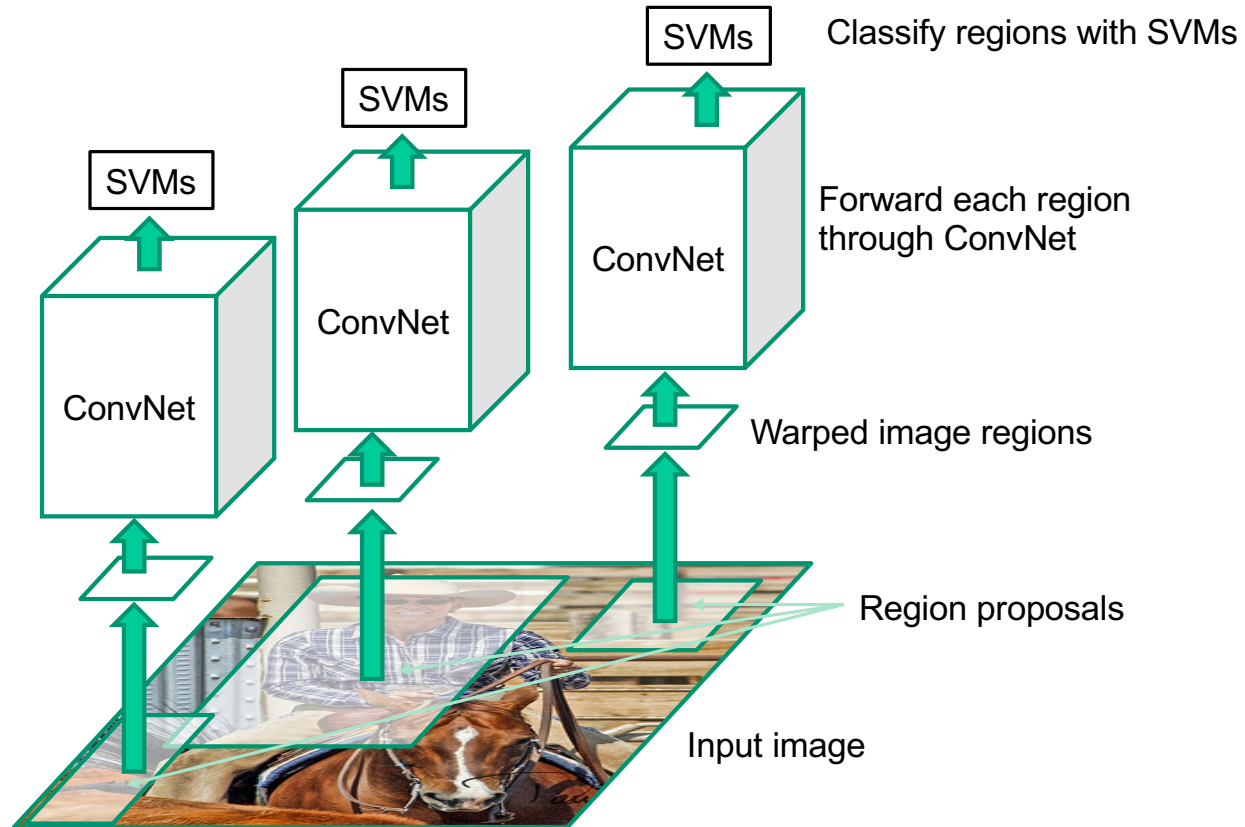 SVMs
Classify regions with SVMs
SVMs
SVMs
ConvNet
Forward each region
through ConvNet
ConvNet
ConvNet
Warped image regions
Region proposals
Input image